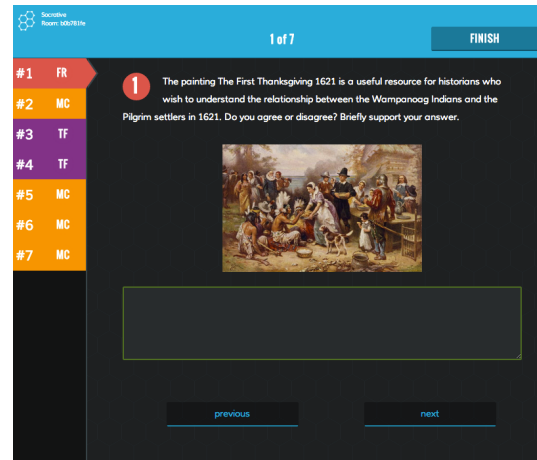 Socrative
Room: b0b781fe
1 of 7
FINISH
#1 FR
#2 MC
#3 TF
#4 TF
#5 MC
#6 MC
#7 MC
1
The painting The First Thanksgiving 1621 is a useful resource for historians who
wish to understand the relationship between the Wampanoag Indians and the
Pilgrim settlers in 1621. Do you agree or disagree? Briefly support your answer.
previous
next